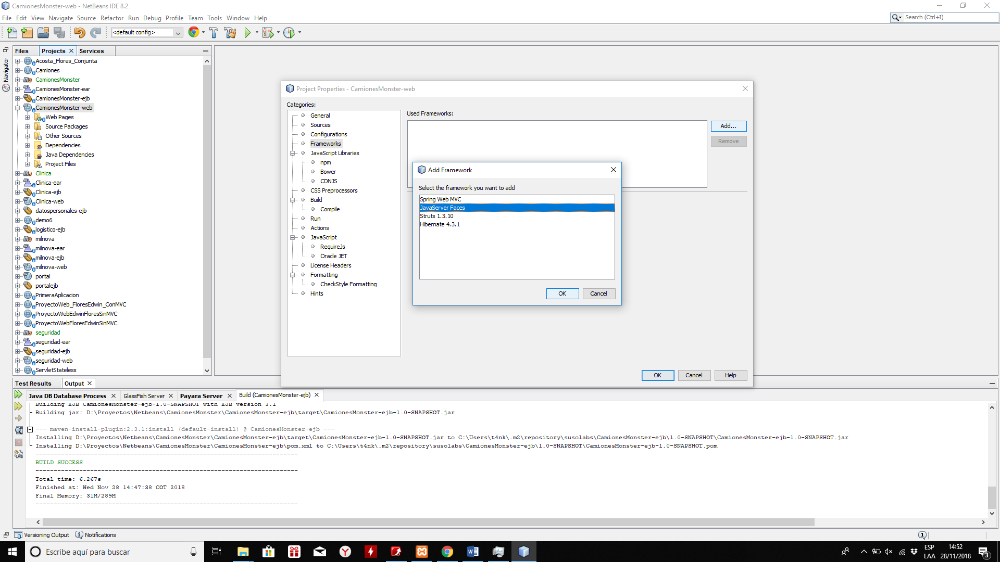 CamionesMonster-web - NetBeans IDE 8.2
File Edit View Navigate Source Refactor Run Debug Profile Team Tools Window Help
Search (Ctrl+I)
<default config>
Navigator
Files Projects Services
Acosta_Flores_Conjunta
Camiones
CamionesMonster
CamionesMonster-ear
CamionesMonster-ejb
CamionesMonster-web
Web Pages
Source Packages
Other Sources
Dependencies
Java Dependencies
Project Files
Clinica
Clinica-ear
Clinica-ejb
Clinica-web
datospersonales-ejb
demo6
logistico-ejb
milnova
milnova-ear
milnova-ejb
milnova-web
portal
portalejb
PrimeraAplicacion
ProyectoWeb_FloresEdwin_ConMVC
ProyectoWebEdwinFloresSinMVC
ProyectoWebFloresEdwinSinMVC
seguridad
seguridad-ear
seguridad-ejb
seguridad-web
ServletStateless
Project Properties - CamionesMonster-web
Categories:
General
Sources
Configurations
Frameworks
JavaScript Libraries
npm
Bower
CDNJS
CSS Preprocessors
Build
Compile
Run
Actions
JavaScript
RequireJs
Oracle JET
License Headers
Formatting
CheckStyle Formatting
Hints
Used Frameworks:
Add...
Remove
Add Framework
Select the framework you want to add
Spring Web MVC
JavaServer Faces
Struts 1.3.10
Hibernate 4.3.1
OK Cancel
OK Cancel Help
Test Results Output
Java DB Database Process GlassFish Server Payara Server Build (CamionesMonster-ejb)
Building EJB CamionesMonster-ejb-1.0-SNAPSHOT with EJB version 3.1
Building jar: D:\Proyectos\Netbeans\CamionesMonster\CamionesMonster-ejb\target\CamionesMonster-ejb-1.0-SNAPSHOT.jar
--- maven-install-plugin:2.3.1:install (default-install) @ CamionesMonster-ejb ---
Installing D:\Proyectos\Netbeans\CamionesMonster\CamionesMonster-ejb\target\CamionesMonster-ejb-1.0-SNAPSHOT.jar to C:\Users\t4nk\.m2\repository\susolabs\CamionesMonster-ejb\1.0-SNAPSHOT\CamionesMonster-ejb-1.0-SNAPSHOT.jar
Installing D:\Proyectos\Netbeans\CamionesMonster\CamionesMonster-ejb\pom.xml to C:\Users\t4nk\.m2\repository\susolabs\CamionesMonster-ejb\1.0-SNAPSHOT\CamionesMonster-ejb-1.0-SNAPSHOT.pom
------------------------------------------------------------------------
BUILD SUCCESS
------------------------------------------------------------------------
Total time: 6.267s
Finished at: Wed Nov 28 14:47:38 COT 2018
Final Memory: 31M/289M
------------------------------------------------------------------------
Versioning Output Notifications
1
Escribe aquí para buscar
ESP
LAA
14:52
28/11/2018
3